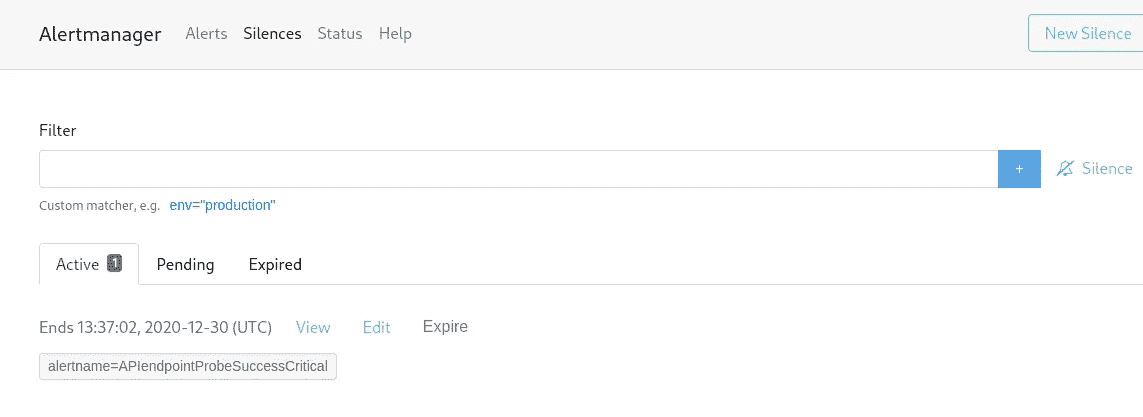 Alertmanager Alerts Silences Status Help New Silence
Filter
+ Silence
Custom matcher, e.g. env="production"
Active 1 Pending Expired
Ends 13:37:02, 2020-12-30 (UTC) View Edit Expire
alertname=APIendpointProbeSuccessCritical